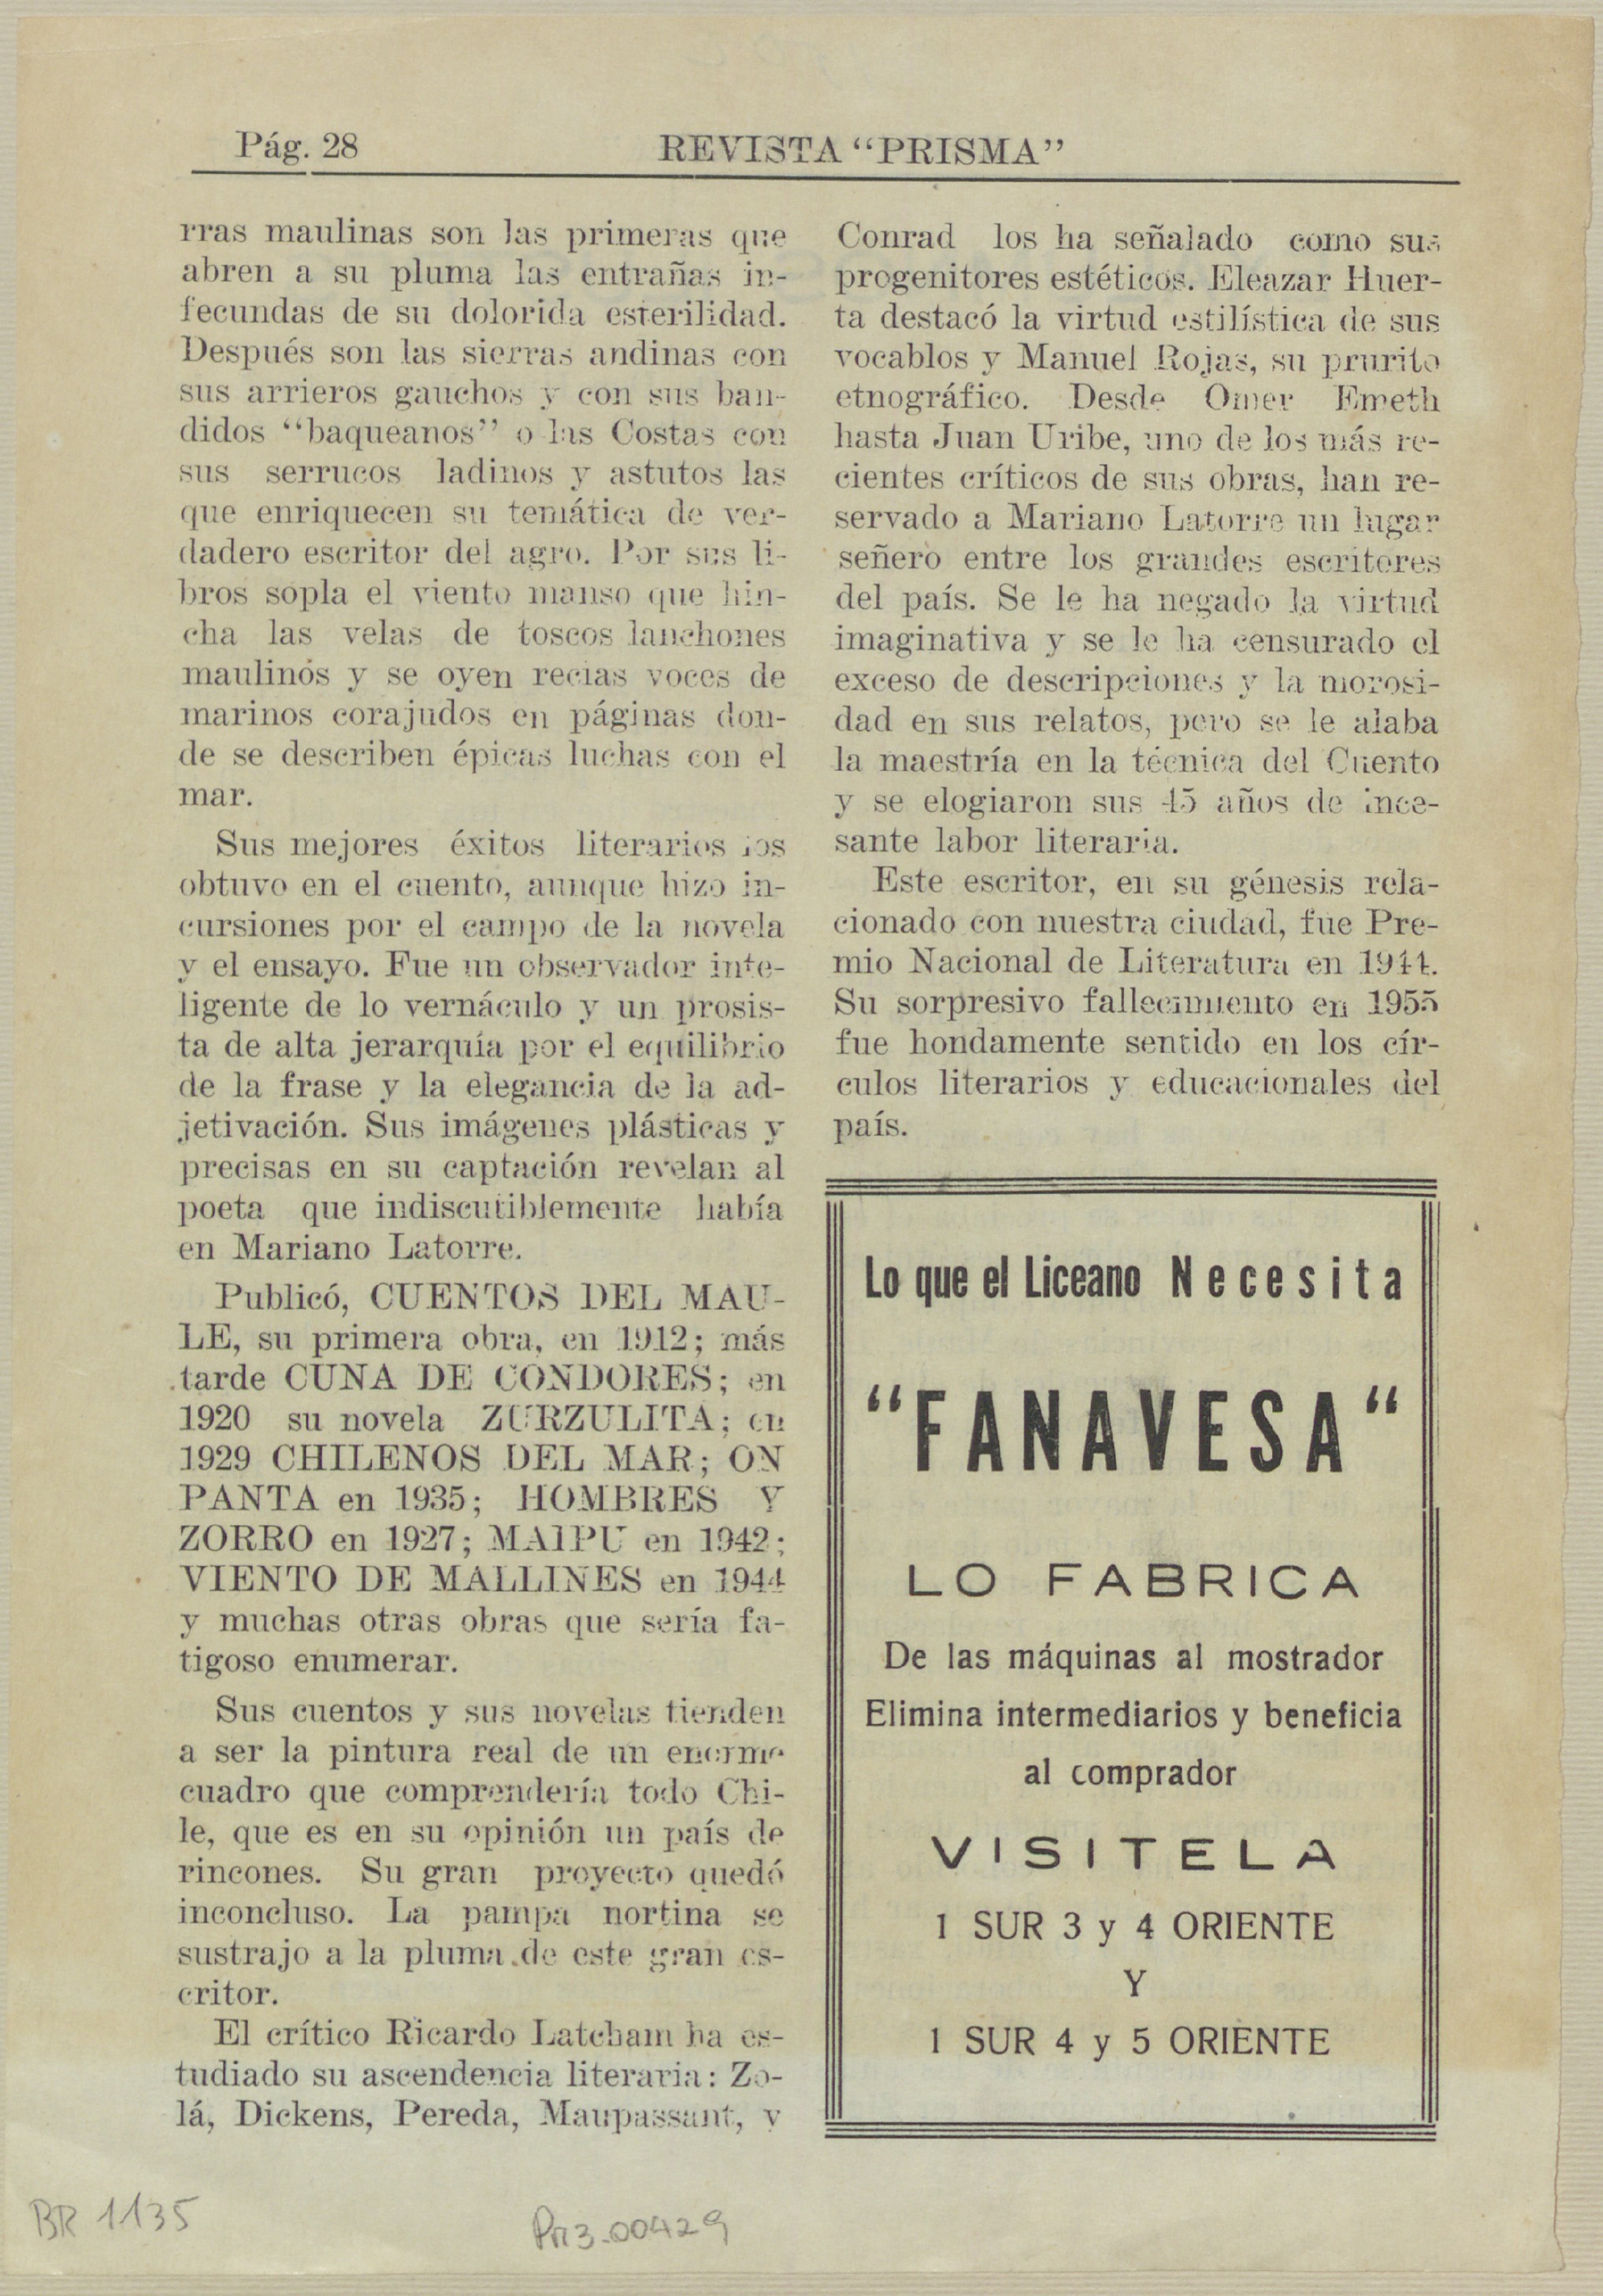 Pág. 28
REVISTA "PRISMA"
rras maulinas son las primeras que
abren a su pluma las entrañas in-
fecundas de su dolorida esterilidad.
Después son las sierras andinas con
sus arrieros gauchos y con sus ban-
didos "baqueanos" o las Costas con
sus serrucos ladinos y astutos las
que enriquecen su temática de ver-
dadero escritor del agro. Por sus li-
bros sopla el viento manso que hin-
cha las velas de toscos lanchones
maulinos y se oyen recias voces de
marinos corajudos en páginas don-
de se describen épicas luchas con el
mar.
Sus mejores éxitos literarios los
obtuvo en el cuento, aunque hizo in-
cursiones por el campo de la novela
y el ensayo. Fue un observador inte-
ligente de lo vernáculo y un prosis-
ta de alta jerarquía por el equilibrio
de la frase y la elegancia de la ad-
jetivación. Sus imágenes plásticas y
precisas en su captación revelan al
poeta que indiscutiblemente había
en Mariano Latorre.
Publicó, CUENTOS DEL MAU-
LE, su primera obra, en 1912; más
tarde CUNA DE CONDORES; en
1920 su novela ZURZULITA; en
1929 CHILENOS DEL MAR; ON
PANTA en 1935; HOMBRES Y
ZORRO en 1927; MAIPU en 1942;
VIENTO DE MALLINES en 1944
y muchas otras obras que sería fa-
tigoso enumerar.
Sus cuentos y sus novelas tienden
a ser la pintura real de un enorme
cuadro que comprendería todo Chi-
le, que es en su opinión un país de
rincones. Su gran proyecto quedó
inconcluso. La pampa nortina se
sustrajo a la pluma de este gran es-
critor.
El crítico Ricardo Latcham ha es-
tudiado su ascendencia literaria: Zo-
lá, Dickens, Pereda, Maupassant, y
Conrad los ha señalado como sus
progenitores estéticos. Eleazar Huer-
ta destacó la virtud estilística de sus
vocablos y Manuel Rojas, su prurito
etnográfico. Desde Omer Emeth
hasta Juan Uribe, uno de los más re-
cientes críticos de sus obras, han re-
servado a Mariano Latorre un lugar
señero entre los grandes escritores
del país. Se le ha negado la virtud
imaginativa y se le ha censurado el
exceso de descripciones y la morosi-
dad en sus relatos, pero se le alaba
la maestría en la técnica del Cuento
y se elogiaron sus 45 años de ince-
sante labor literaria.
Este escritor, en su génesis rela-
cionado con nuestra ciudad, fue Pre-
mio Nacional de Literatura en 1944.
Su sorpresivo fallecimiento en 1955
fue hondamente sentido en los cír-
culos literarios y educacionales del
país.
Lo que el Liceano Necesita
"FANAVESA"
LO FABRICA
De las máquinas al mostrador
Elimina intermediarios y beneficia
al comprador
VISITELA
1 SUR 3 y 4 ORIENTE
Y
1 SUR 4 y 5 ORIENTE
BR 1135
Pr3-00429